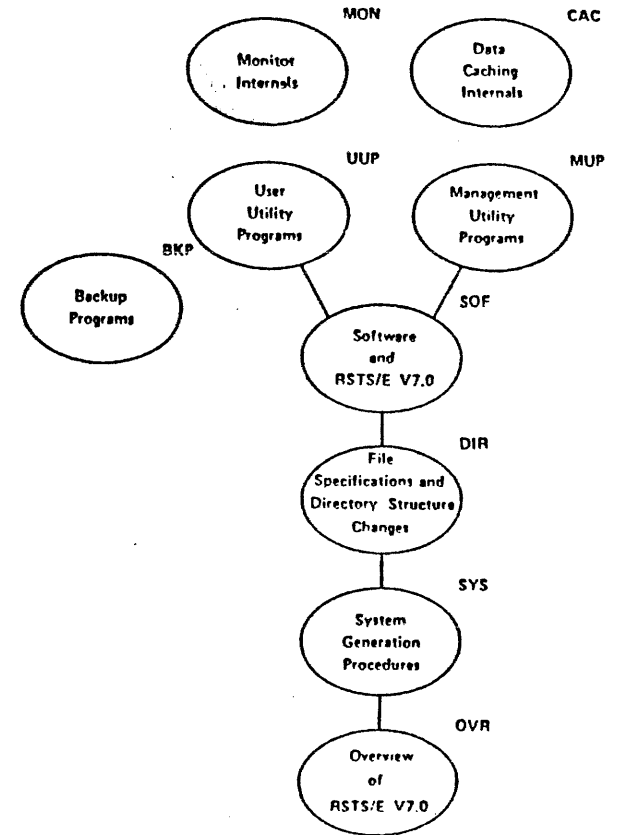 MON
Monitor
Internals
CAC
Data
Caching
Internals
UUP
User
Utility
Programs
MUP
Management
Utility
Programs
BKP
Backup
Programs
SOF
Software
and
RSTS/E V7.0
DIR
File
Specifications and
Directory Structure
Changes
SYS
System
Generation
Procedures
OVR
Overview
of
RSTS/E V7.0